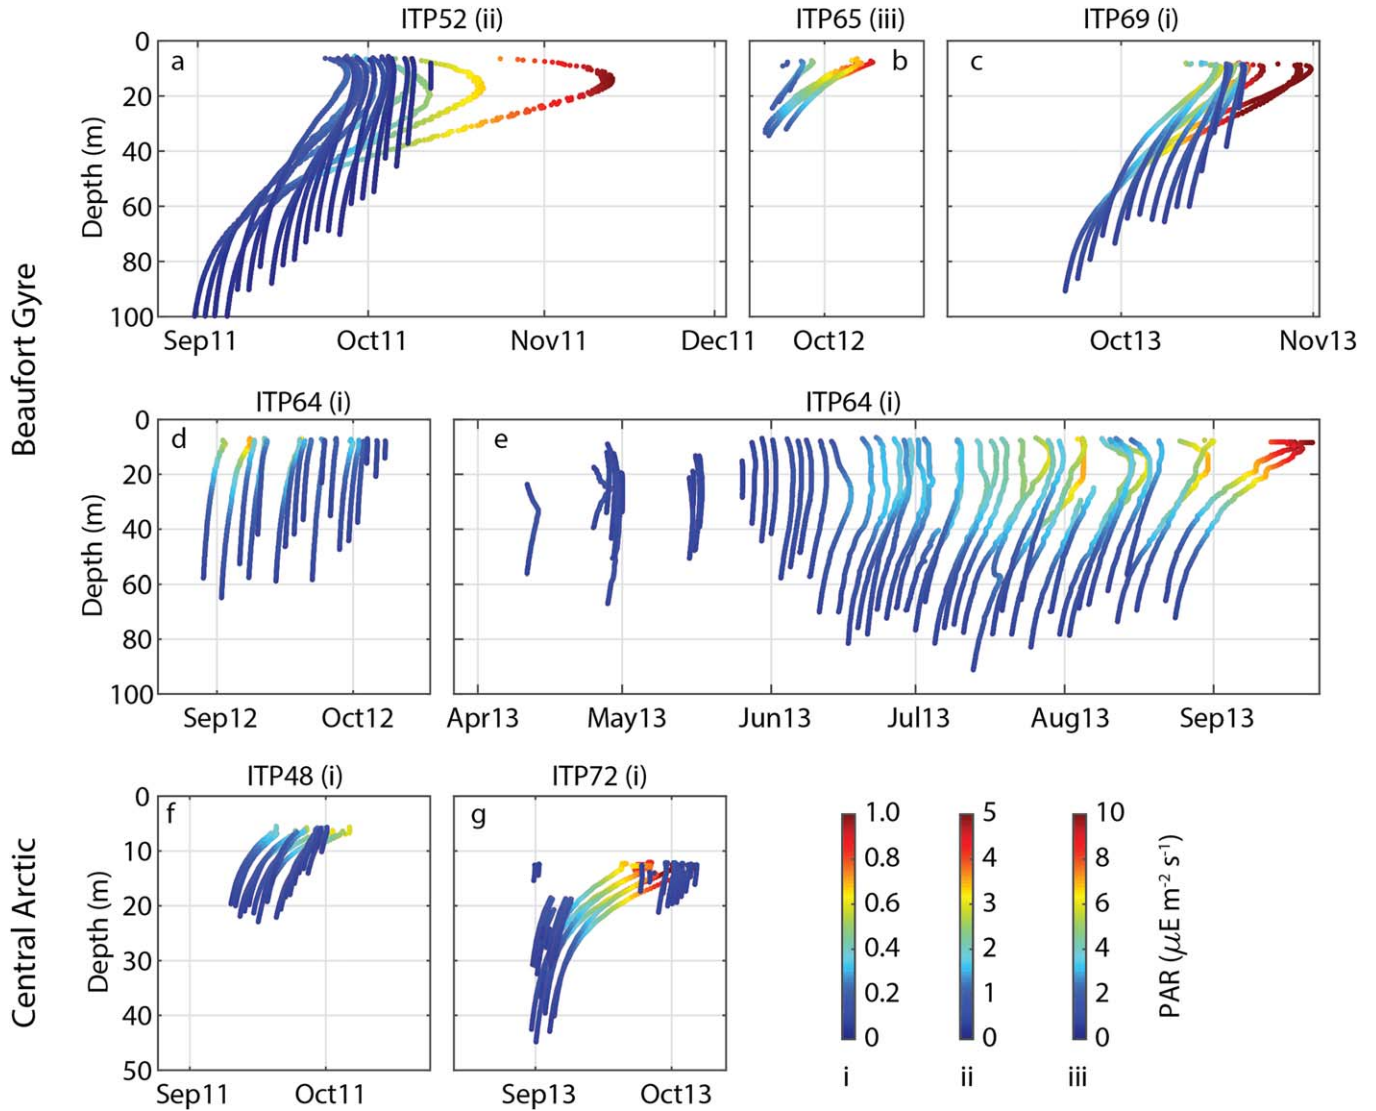 ITP52 (ii)
ITP65 (iii)
ITP69 (i)
a
b
c
0
20
40
60
80
100
Depth (m)
Sep11
Oct11
Nov11
Dec11
Oct12
Oct13
Nov13
Beaufort Gyre
ITP64 (i)
ITP64 (i)
d
e
0
20
40
60
80
100
Depth (m)
Sep12
Oct12
Apr13
May13
Jun13
Jul13
Aug13
Sep13
Central Arctic
ITP48 (i)
ITP72 (i)
f
g
0
10
20
30
40
50
Depth (m)
Sep11
Oct11
Sep13
Oct13
1.0
0.8
0.6
0.4
0.2
0
i
5
4
3
2
1
0
ii
10
8
6
4
2
0
iii
PAR (μE m⁻² s⁻¹)